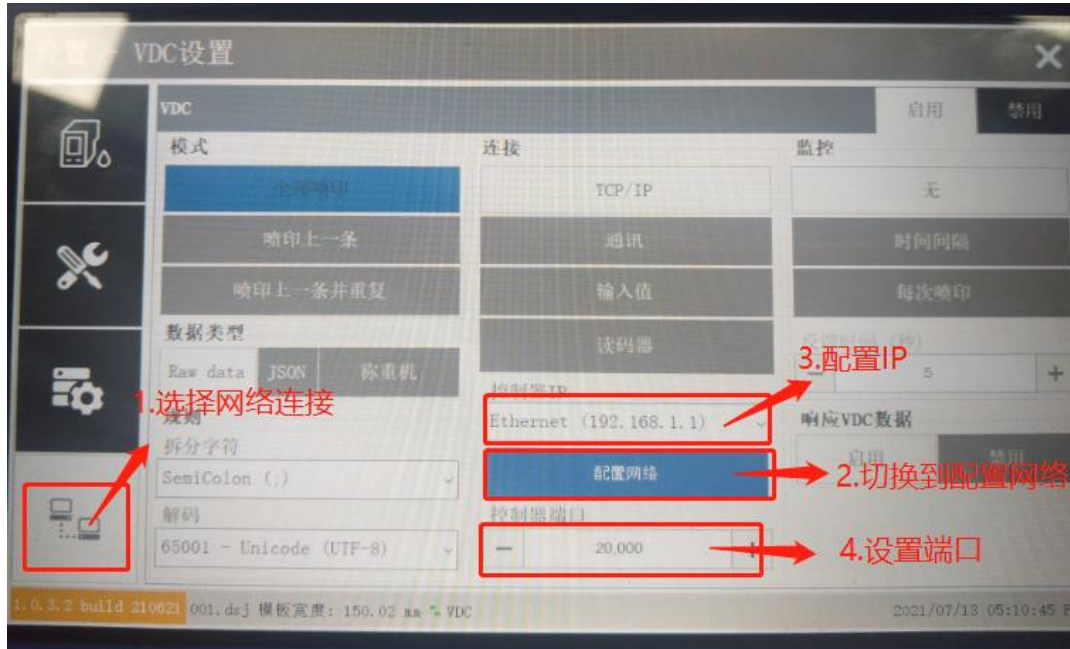 设置 - VDC设置
VDC
启用
禁用
模式
连接
监控
全部喷印
TCP/IP
无
喷印上一条
通讯
时间间隔
喷印上一条并重复
输入值
每次喷印
数据类型
读码器
3.配置IP
Raw data
JSON
称重机
5
1.选择网络连接
控制器IP
规则
Ethernet (192.168.1.1)
响应VDC数据
拆分字符
启用
禁用
SemiColon (;)
配置网络
2.切换到配置网络
解码
控制器端口
65001 - Unicode (UTF-8)
20,000
4.设置端口
1.0.3.2 build 210621
001.dsj 模板宽度: 150.02 mm
VDC
2021/07/13 05:10:45